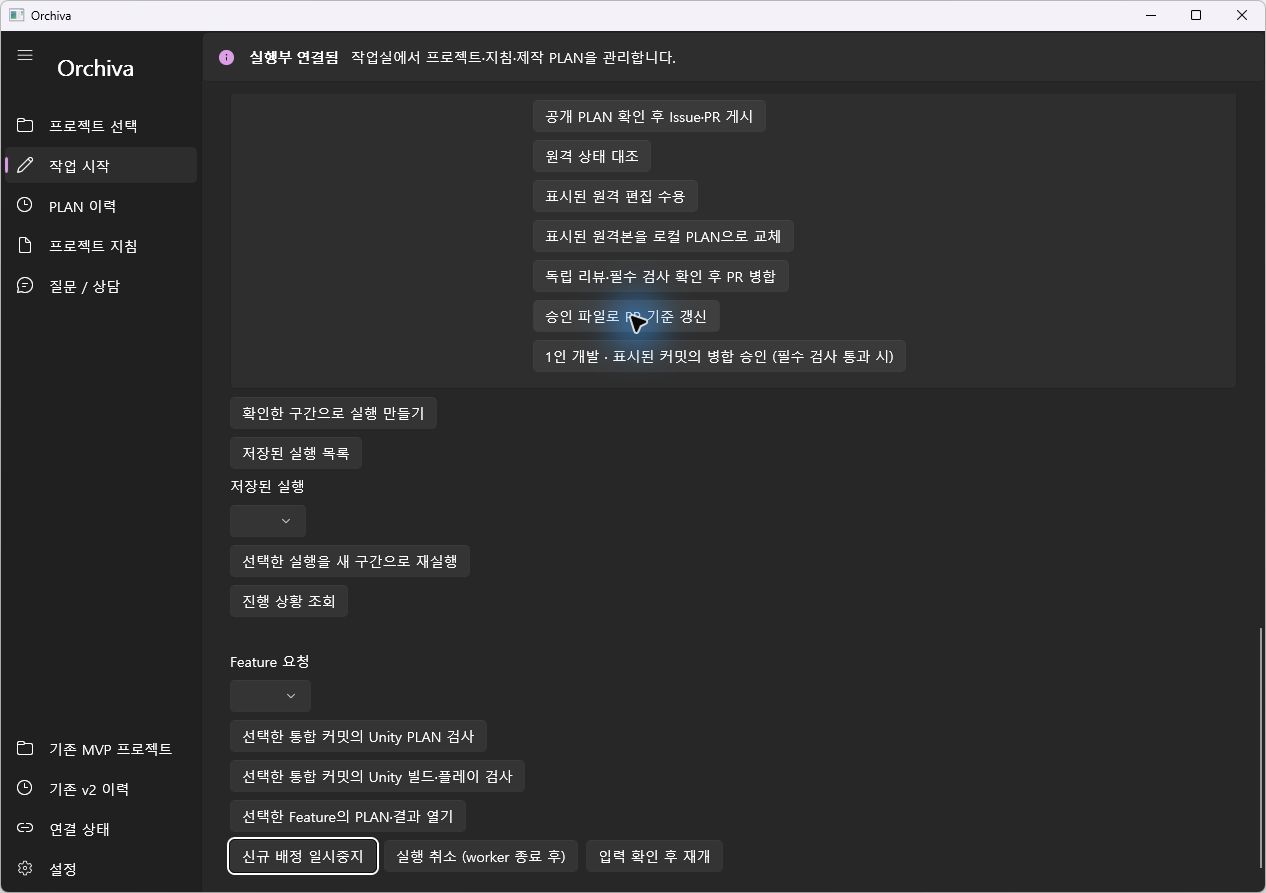 Orchiva
Orchiva
실행부 연결됨 작업실에서 프로젝트·지침·제작 PLAN을 관리합니다.
프로젝트 선택
작업 시작
PLAN 이력
프로젝트 지침
질문 / 상담
기존 MVP 프로젝트
기존 v2 이력
연결 상태
설정
공개 PLAN 확인 후 Issue·PR 게시
원격 상태 대조
표시된 원격 편집 수용
표시된 원격본을 로컬 PLAN으로 교체
독립 리뷰·필수 검사 확인 후 PR 병합
승인 파일로 PR 기준 갱신
1인 개발 · 표시된 커밋의 병합 승인 (필수 검사 통과 시)
확인한 구간으로 실행 만들기
저장된 실행 목록
저장된 실행
선택한 실행을 새 구간으로 재실행
진행 상황 조회
Feature 요청
선택한 통합 커밋의 Unity PLAN 검사
선택한 통합 커밋의 Unity 빌드·플레이 검사
선택한 Feature의 PLAN·결과 열기
신규 배정 일시중지 실행 취소 (worker 종료 후) 입력 확인 후 재개